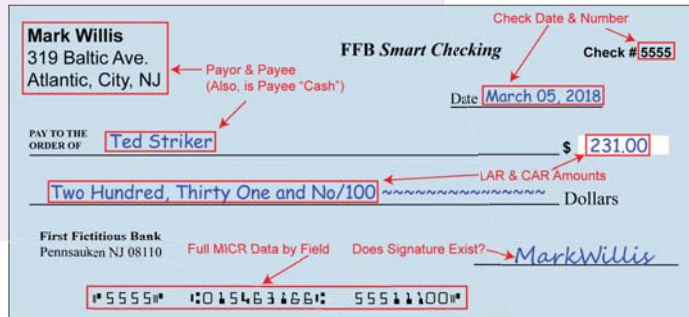 Mark Willis
319 Baltic Ave.
Atlantic, City, NJ
FFB Smart Checking
Check Date & Number
Check # 5555
Payor & Payee
(Also, is Payee "Cash")
Date March 05, 2018
PAY TO THE
ORDER OF Ted Striker $ 231.00
LAR & CAR Amounts
Two Hundred, Thirty One and No/100 ~~~~~~~~~~~~~~~ Dollars
First Fictitious Bank
Pennsauken NJ 08110
Full MICR Data by Field
Does Signature Exist?
MarkWillis
⑈5555⑈ ⑆015463166⑆ 55511100⑈